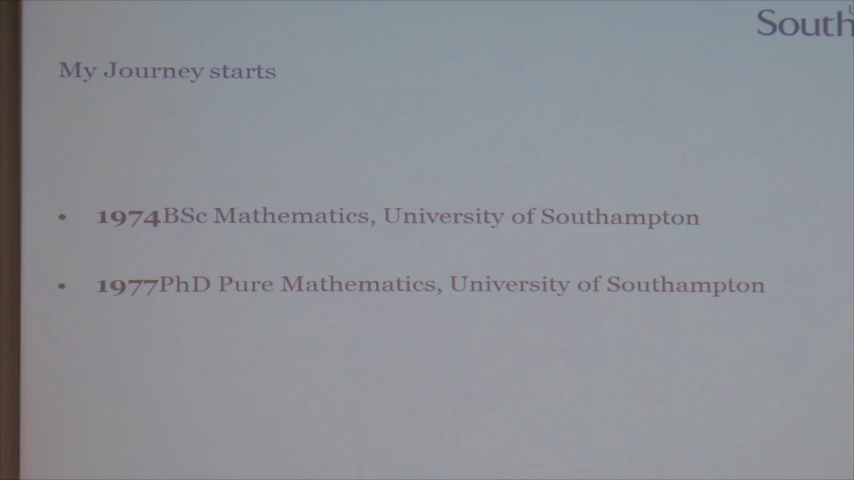 South
My Journey starts
• 1974BSc Mathematics, University of Southampton
• 1977PhD Pure Mathematics, University of Southampton